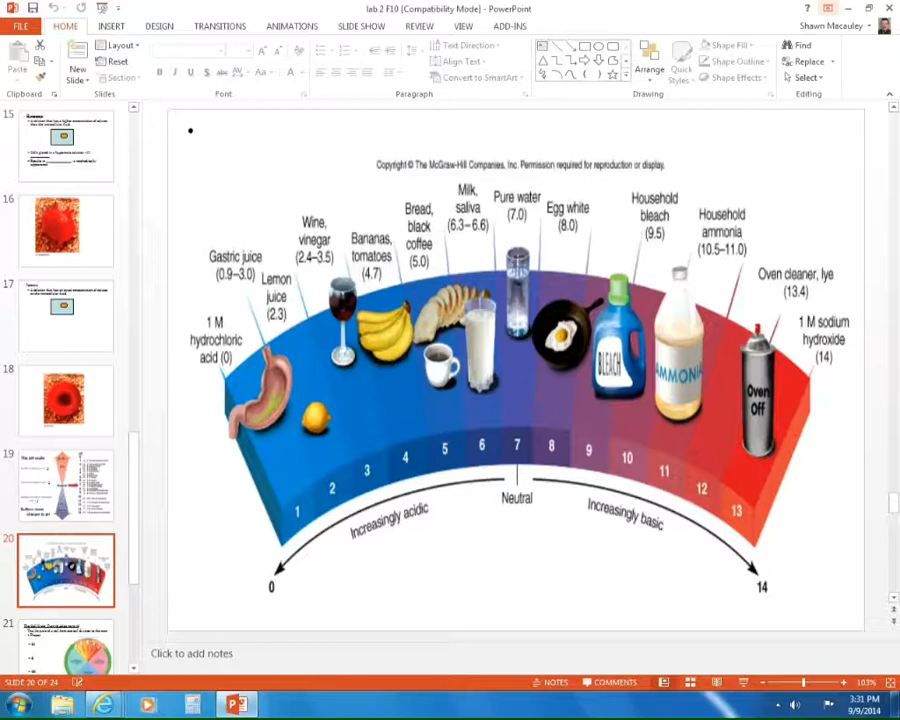 lab 2 F10 [Compatibility Mode] - PowerPoint
FILE HOME INSERT DESIGN TRANSITIONS ANIMATIONS SLIDE SHOW REVIEW VIEW ADD-INS
Shawn Macauley
Paste
Clipboard
New
Slide
Layout
Reset
Section
Slides
B I U S abc AV Aa A
Font
Text Direction
Align Text
Convert to SmartArt
Paragraph
Arrange
Quick
Styles
Shape Fill
Shape Outline
Shape Effects
Drawing
Find
Replace
Select
Editing
15
16
17
18
19
20
21
Copyright © The McGraw-Hill Companies, Inc. Permission required for reproduction or display.
1 M
hydrochloric
acid (0)
Gastric juice
(0.9–3.0)
Lemon
juice
(2.3)
Wine,
vinegar
(2.4–3.5)
Bananas,
tomatoes
(4.7)
Bread,
black
coffee
(5.0)
Milk,
saliva
(6.3–6.6)
Pure water
(7.0)
Egg white
(8.0)
Household
bleach
(9.5)
Household
ammonia
(10.5–11.0)
Oven cleaner, lye
(13.4)
1 M sodium
hydroxide
(14)
BLEACH
AMMONIA
Oven
Off
1 2 3 4 5 6 7 8 9 10 11 12 13
Neutral
Increasingly acidic
Increasingly basic
0
14
Click to add notes
SLIDE 20 OF 24
NOTES
COMMENTS
103%
3:31 PM
9/9/2014